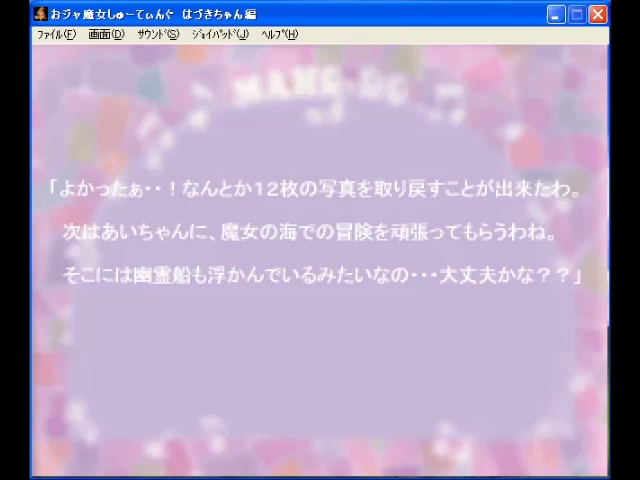 おジャ魔女しゅーてぃんぐ はづきちゃん編
ファイル(F) 画面(D) サウンド(S) ジョイパッド(J) ヘルプ(H)
MAHO-DO
「よかったぁ・・！なんとか１２枚の写真を取り戻すことが出来たわ。
次はあいちゃんに、魔女の海での冒険を頑張ってもらうわね。
そこには幽霊船も浮かんでいるみたいなの・・・大丈夫かな？？」